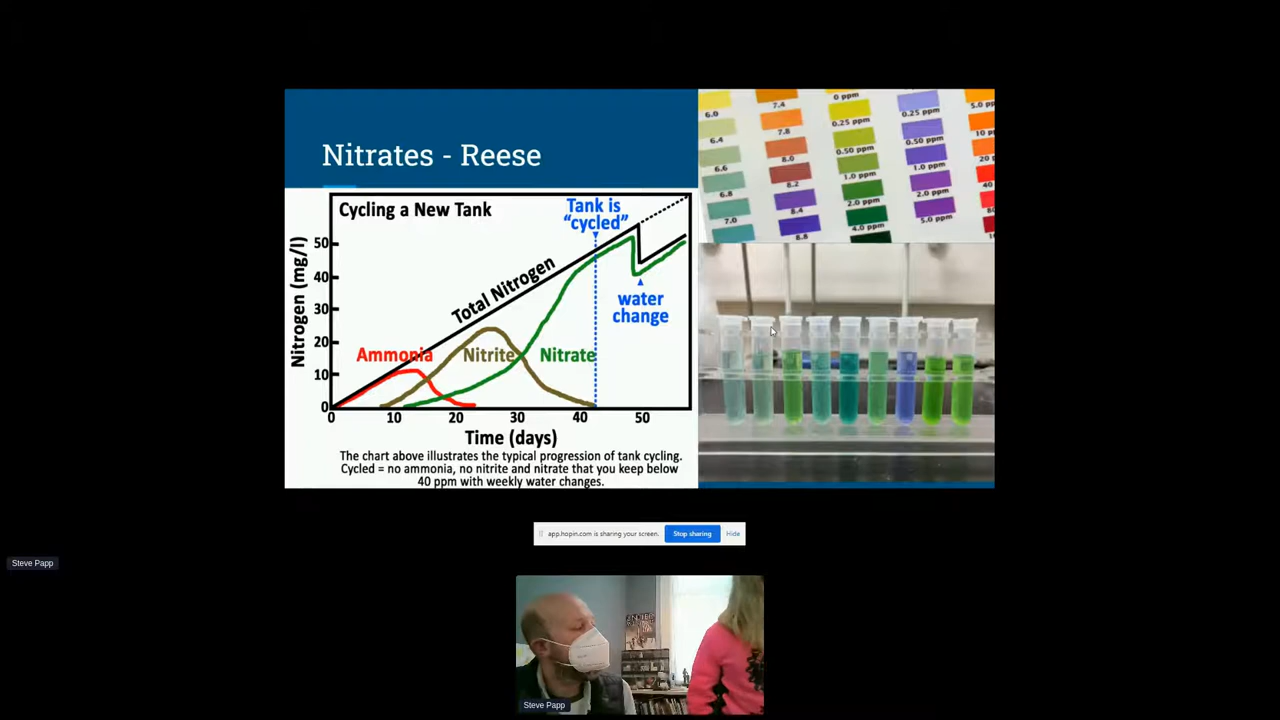 Nitrates - Reese
Cycling a New Tank
Tank is
“cycled”
Total Nitrogen
water
change
Ammonia
Nitrite
Nitrate
Nitrogen (mg/l)
50
40
30
20
10
0
0 10 20 30 40 50
Time (days)
The chart above illustrates the typical progression of tank cycling.
Cycled = no ammonia, no nitrite and nitrate that you keep below
40 ppm with weekly water changes.
6.0
6.4
6.6
6.8
7.0
7.4
7.8
8.0
8.2
8.4
8.8
0 ppm
0.25 ppm
0.50 ppm
1.0 ppm
2.0 ppm
4.0 ppm
0.25 ppm
0.50 ppm
1.0 ppm
2.0 ppm
5.0 ppm
5.0 p
10 p
20
40
app.hopin.com is sharing your screen.
Stop sharing
Hide
Steve Papp
Steve Papp